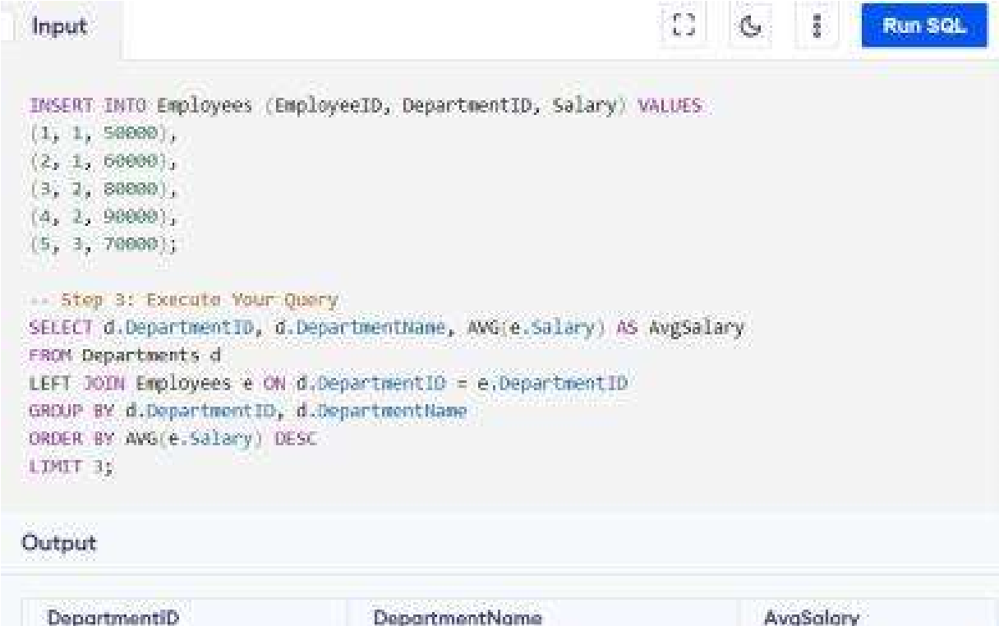 Input
Run SQL
INSERT INTO Employees (EmployeeID, DepartmentID, Salary) VALUES
(1, 1, 50000),
(2, 1, 60000),
(3, 2, 80000),
(4, 2, 90000),
(5, 3, 70000);
-- Step 3: Execute Your Query
SELECT d.DepartmentID, d.DepartmentName, AVG(e.Salary) AS AvgSalary
FROM Departments d
LEFT JOIN Employees e ON d.DepartmentID = e.DepartmentID
GROUP BY d.DepartmentID, d.DepartmentName
ORDER BY AVG(e.Salary) DESC
LIMIT 3;
Output
DepartmentID DepartmentName AvgSalary